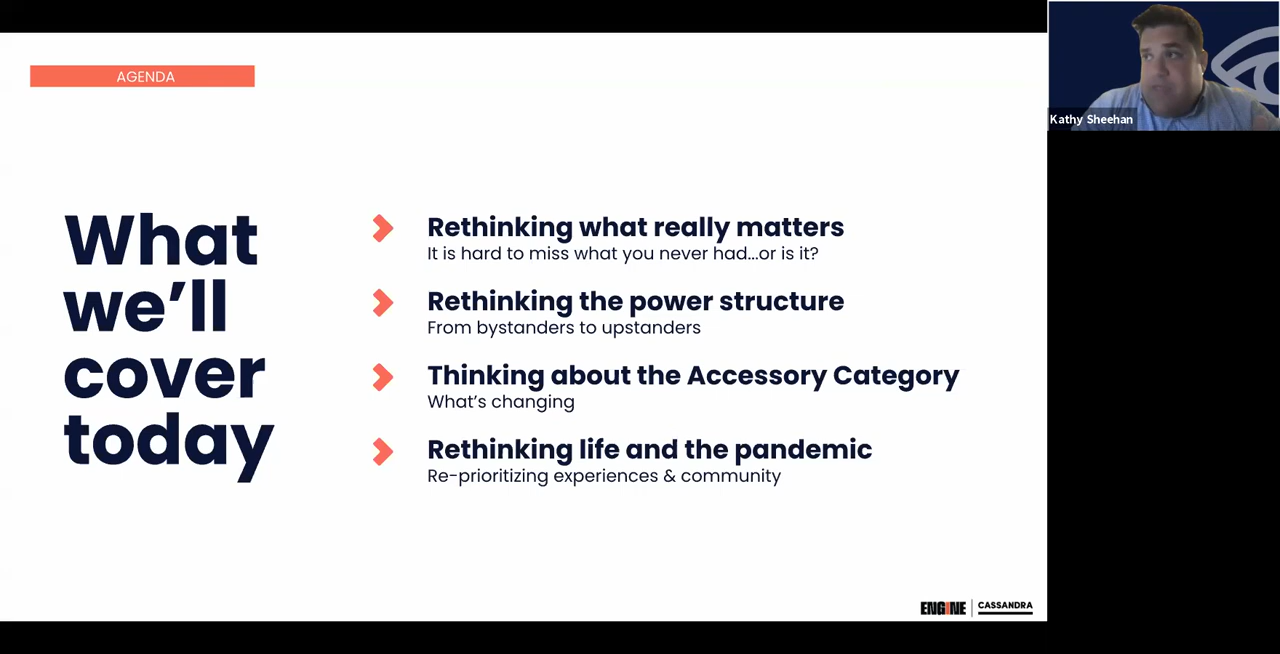 AGENDA
What
we’ll
cover
today
Rethinking what really matters
It is hard to miss what you never had...or is it?
Rethinking the power structure
From bystanders to upstanders
Thinking about the Accessory Category
What’s changing
Rethinking life and the pandemic
Re-prioritizing experiences & community
ENGINE | CASSANDRA
Kathy Sheehan